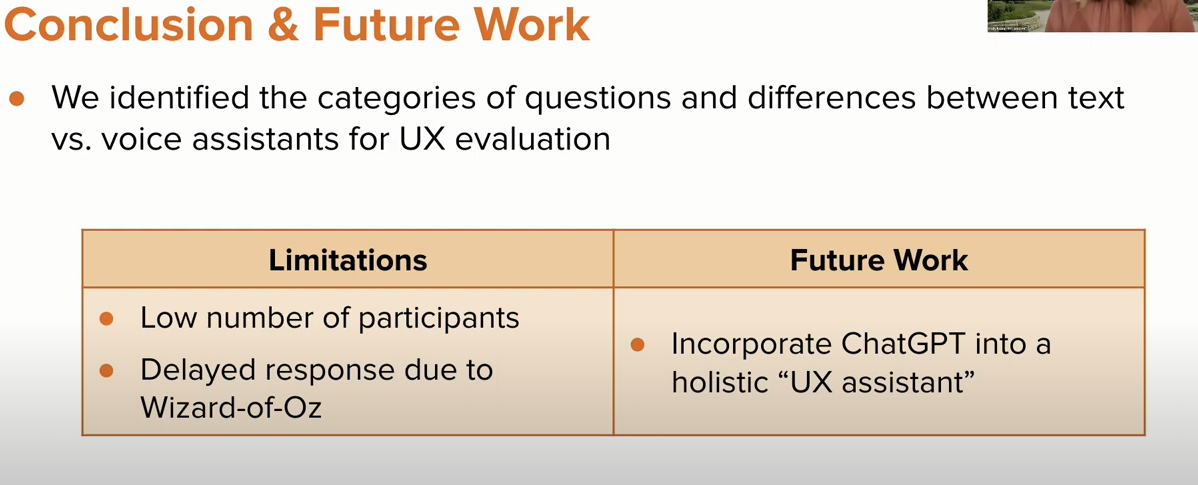 Conclusion & Future Work
● We identified the categories of questions and differences between text
vs. voice assistants for UX evaluation
Limitations
● Low number of participants
● Delayed response due to
Wizard-of-Oz
Future Work
● Incorporate ChatGPT into a
holistic “UX assistant”